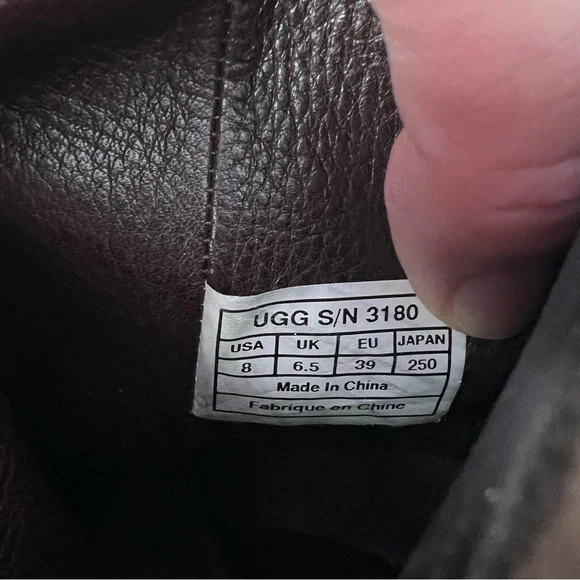 UGG S/N 3180
USA UK EU JAPAN
8 6.5 39 250
Made In China
Fabrique en Chine